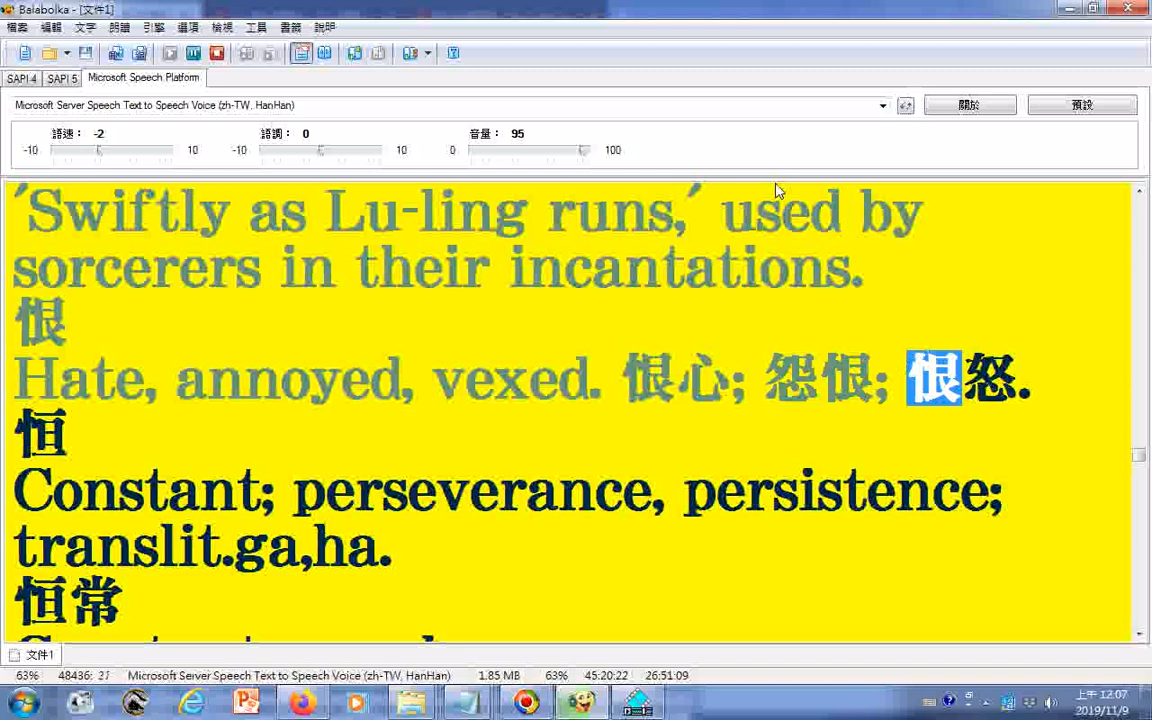 Balabolka - [文件1]
檔案 編輯 文字 朗讀 引擎 選項 檢視 工具 書籤 說明
SAPI 4 SAPI 5 Microsoft Speech Platform
Microsoft Server Speech Text to Speech Voice (zh-TW, HanHan) 關於 預設
語速： -2 語調： 0 音量： 95
-10 10 -10 10 0 100
'Swiftly as Lu-ling runs,' used by
sorcerers in their incantations.
恨
Hate, annoyed, vexed. 恨心; 怨恨; 恨怒.
恒
Constant; perseverance, persistence;
translit.ga,ha.
恒常
文件1
63% 48436: Microsoft Server Speech Text to Speech Voice (zh-TW, HanHan) 1.85 MB 63% 45:20:22 26:51:09
上午 12:07
2019/11/9